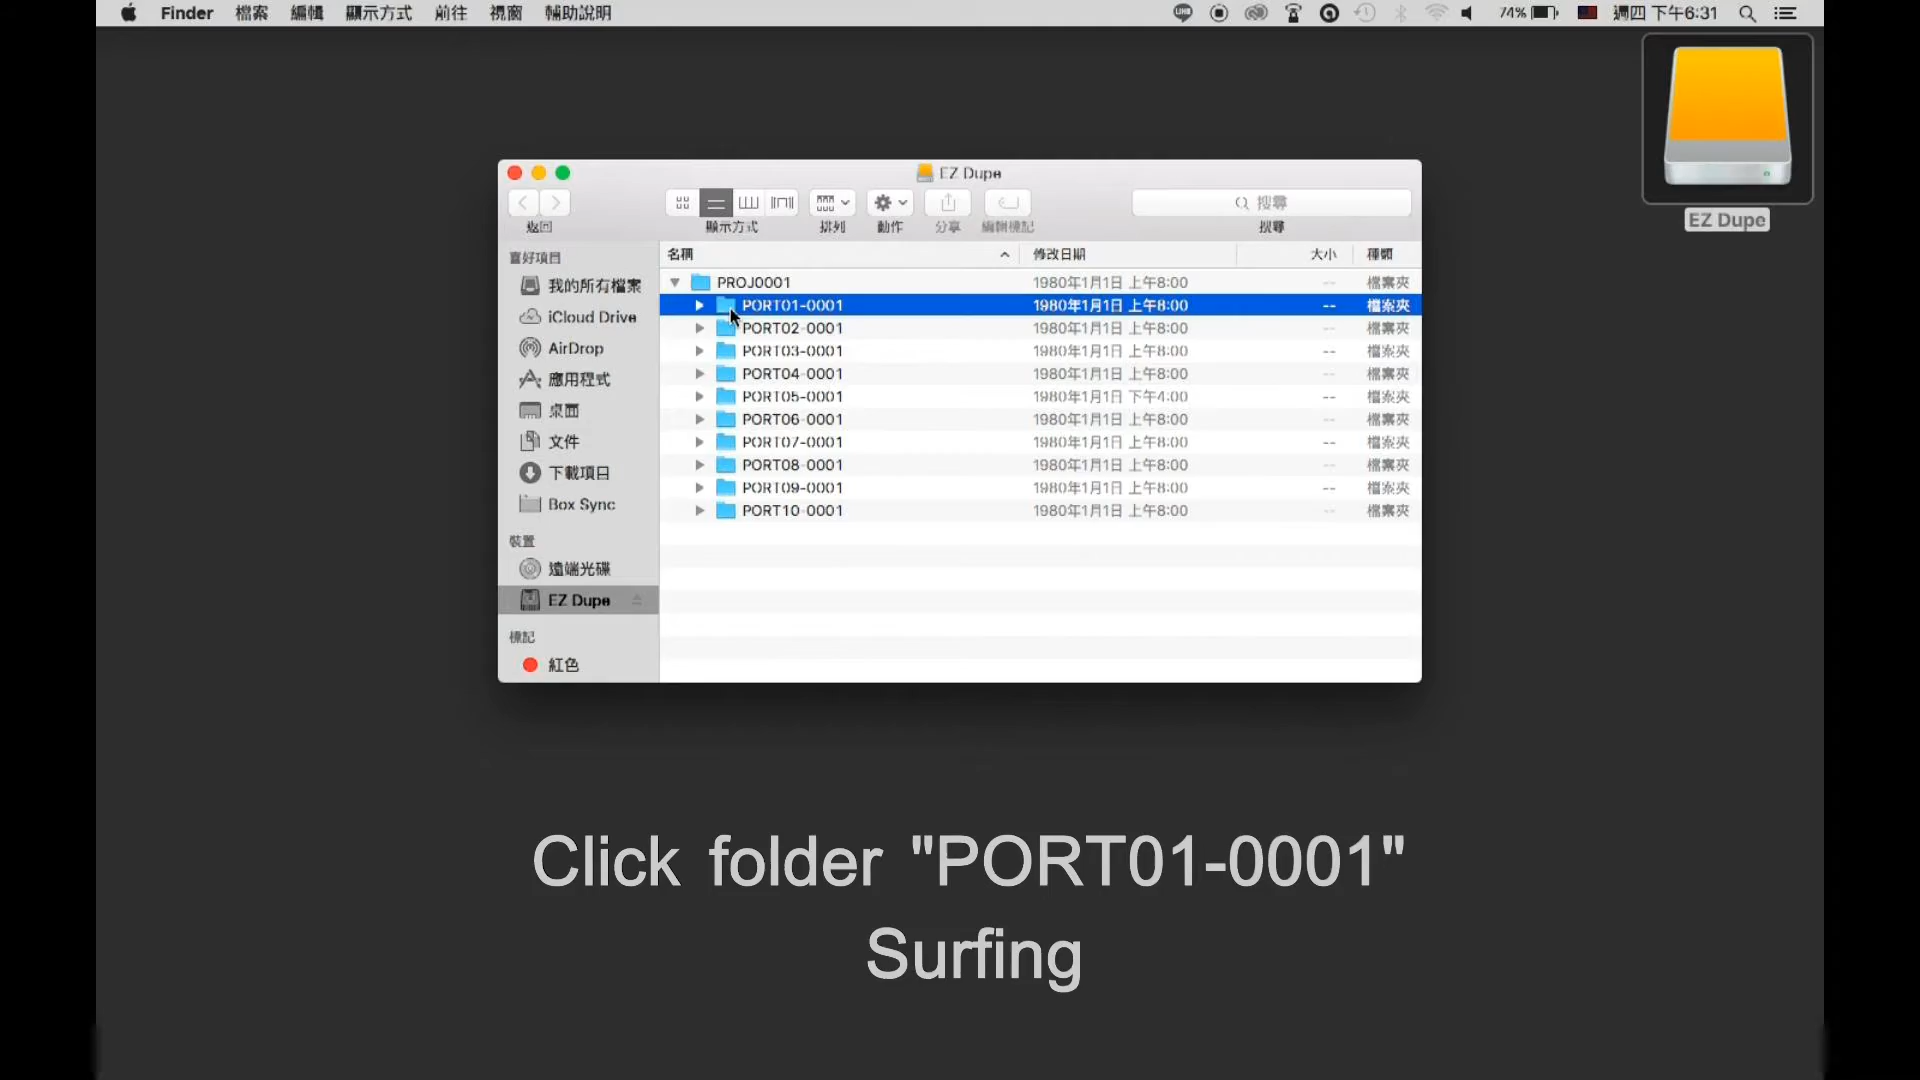 Finder 檔案 編輯 顯示方式 前往 視窗 輔助說明 74% 週四 下午6:31
EZ Dupe
EZ Dupe
搜尋
返回 顯示方式 排列 動作 分享 編輯標記 搜尋
喜好項目
我的所有檔案
iCloud Drive
AirDrop
應用程式
桌面
文件
下載項目
Box Sync
裝置
遠端光碟
EZ Dupe
標記
紅色
名稱 修改日期 大小 種類
PROJ0001 1980年1月1日 上午8:00 -- 檔案夾
PORT01-0001 1980年1月1日 上午8:00 -- 檔案夾
PORT02-0001 1980年1月1日 上午8:00 -- 檔案夾
PORT03-0001 1980年1月1日 上午8:00 -- 檔案夾
PORT04-0001 1980年1月1日 上午8:00 -- 檔案夾
PORT05-0001 1980年1月1日 下午4:00 -- 檔案夾
PORT06-0001 1980年1月1日 上午8:00 -- 檔案夾
PORT07-0001 1980年1月1日 上午8:00 -- 檔案夾
PORT08-0001 1980年1月1日 上午8:00 -- 檔案夾
PORT09-0001 1980年1月1日 上午8:00 -- 檔案夾
PORT10-0001 1980年1月1日 上午8:00 -- 檔案夾
Click folder "PORT01-0001"
Surfing